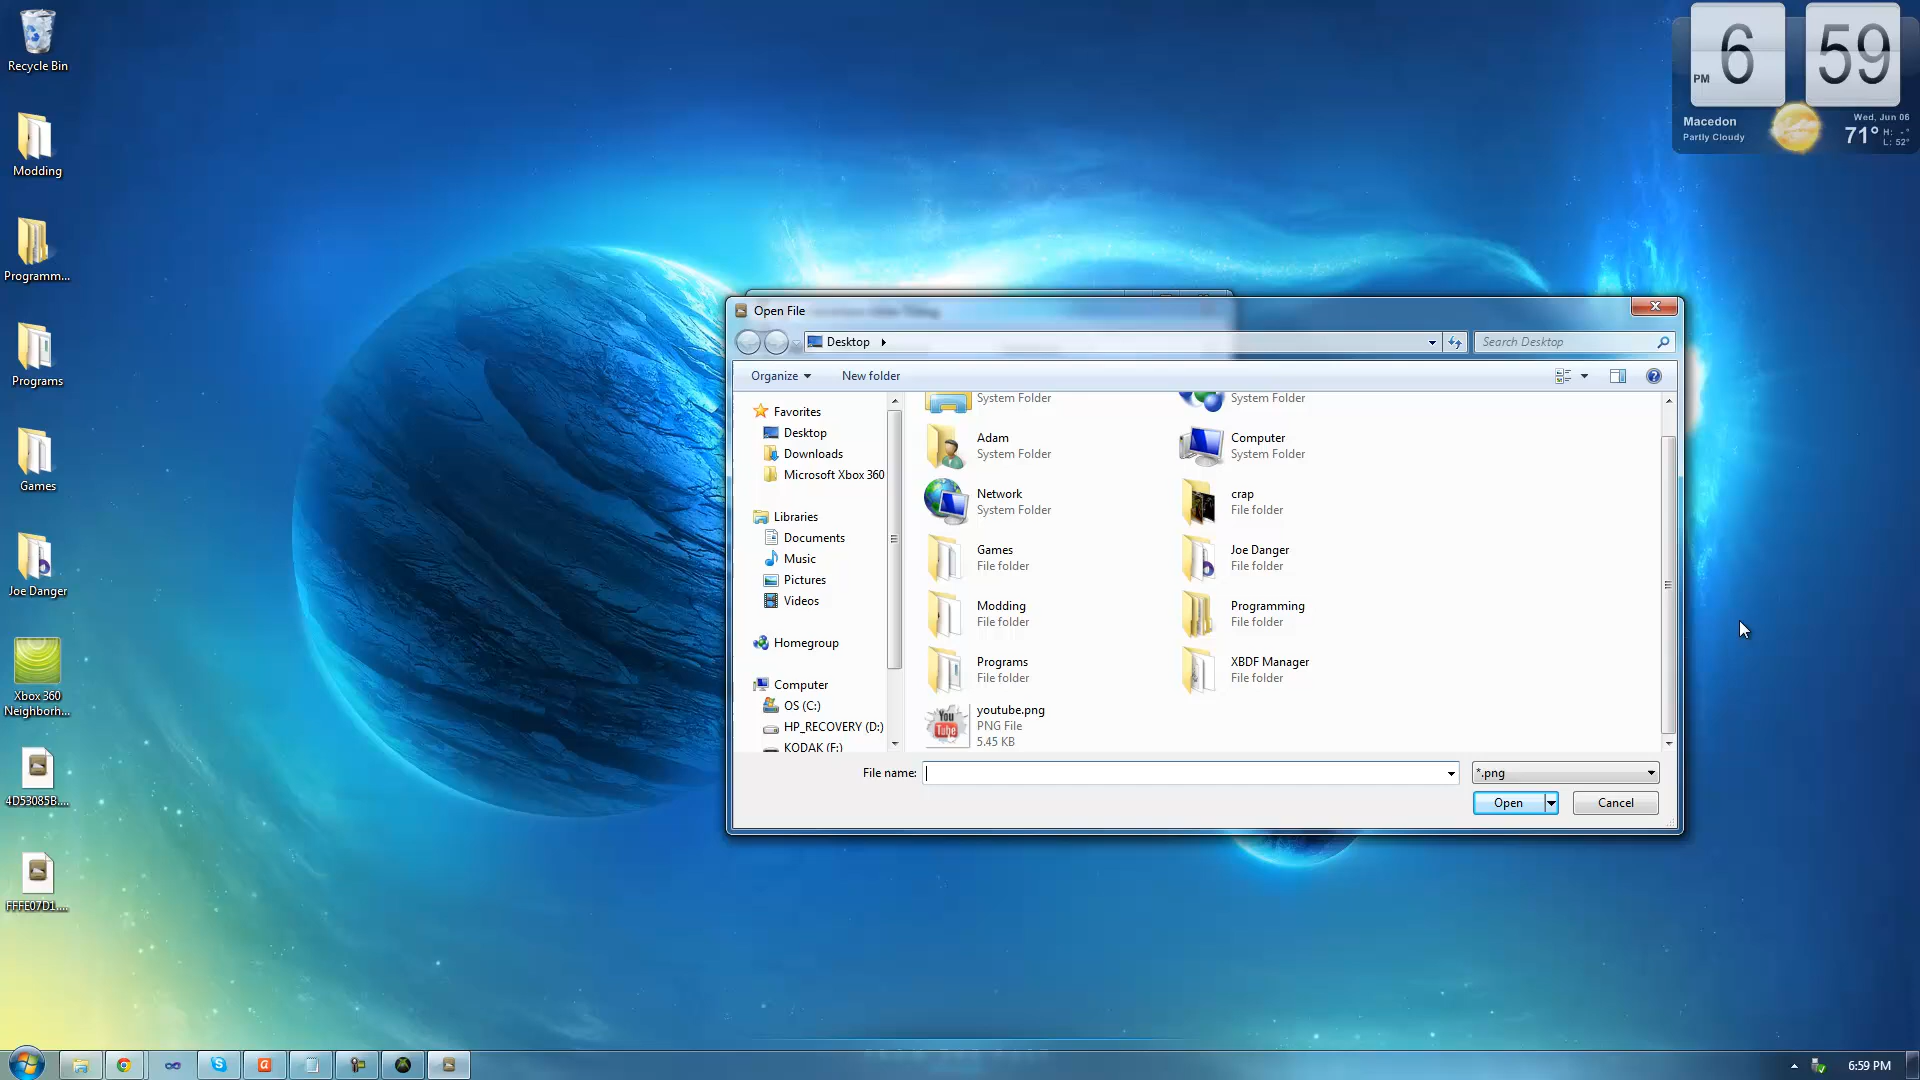 Recycle Bin
Modding
Programm...
Programs
Games
Joe Danger
Xbox 360
Neighborh...
4D53085B....
FFFE07D1....
PM
6
59
Macedon
Partly Cloudy
Wed, Jun 06
71°
H: -°
L: 52°
Open File
Desktop
Search Desktop
Organize
New folder
Favorites
Desktop
Downloads
Microsoft Xbox 360
Libraries
Documents
Music
Pictures
Videos
Homegroup
Computer
OS (C:)
HP_RECOVERY (D:)
KODAK (F:)
System Folder
System Folder
Adam
System Folder
Computer
System Folder
Network
System Folder
crap
File folder
Games
File folder
Joe Danger
File folder
Modding
File folder
Programming
File folder
Programs
File folder
XBDF Manager
File folder
You
Tube
youtube.png
PNG File
5.45 KB
File name:
*.png
Open
Cancel
6:59 PM